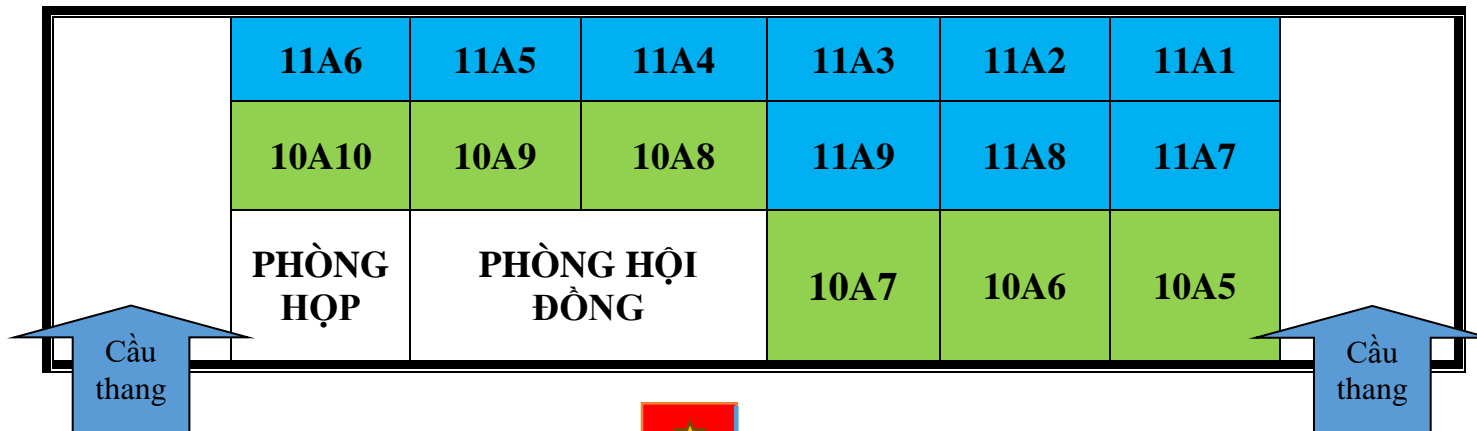 11A6 11A5 11A4 11A3 11A2 11A1
10A10 10A9 10A8 11A9 11A8 11A7
PHÒNG
HỌP
PHÒNG HỘI
ĐỒNG
10A7 10A6 10A5
Cầu
thang
Cầu
thang